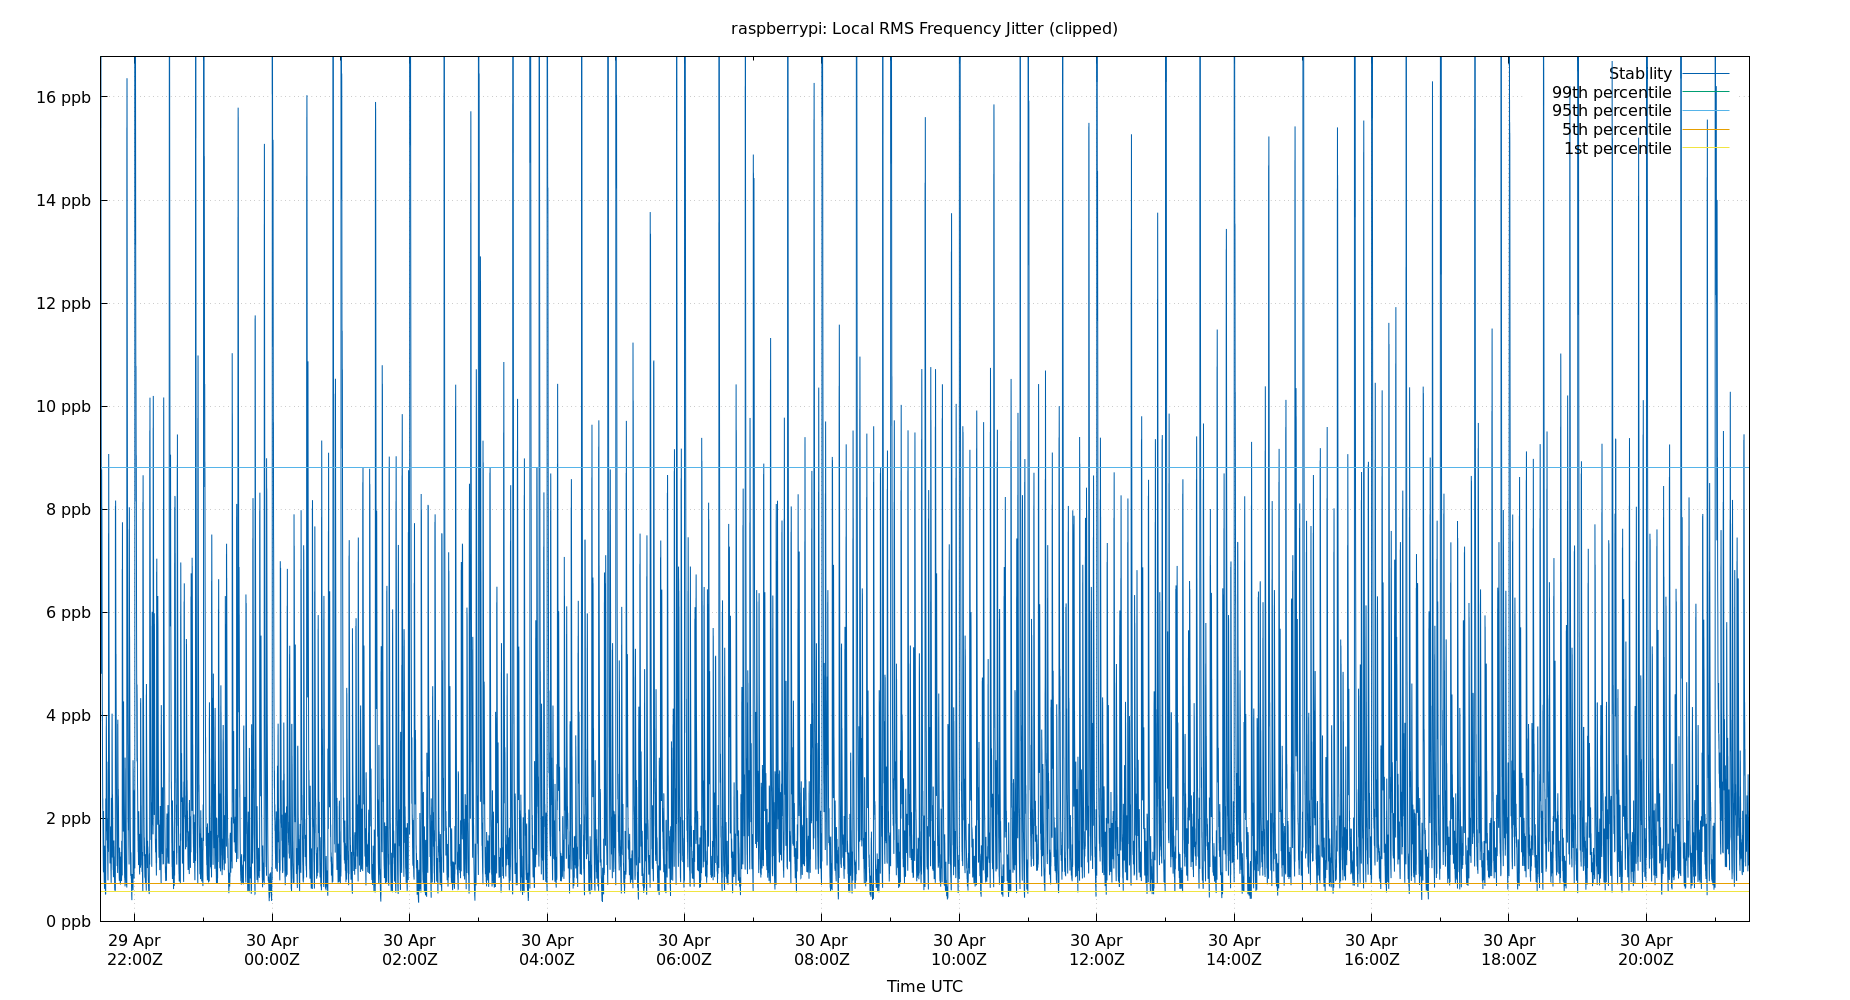 raspberrypi: Local RMS Frequency Jitter (clipped)
Stability
99th percentile
95th percentile
5th percentile
1st percentile
16 ppb
14 ppb
12 ppb
10 ppb
8 ppb
6 ppb
4 ppb
2 ppb
0 ppb
29 Apr 30 Apr 30 Apr 30 Apr 30 Apr 30 Apr 30 Apr 30 Apr 30 Apr 30 Apr 30 Apr 30 Apr
22:00Z 00:00Z 02:00Z 04:00Z 06:00Z 08:00Z 10:00Z 12:00Z 14:00Z 16:00Z 18:00Z 20:00Z
Time UTC